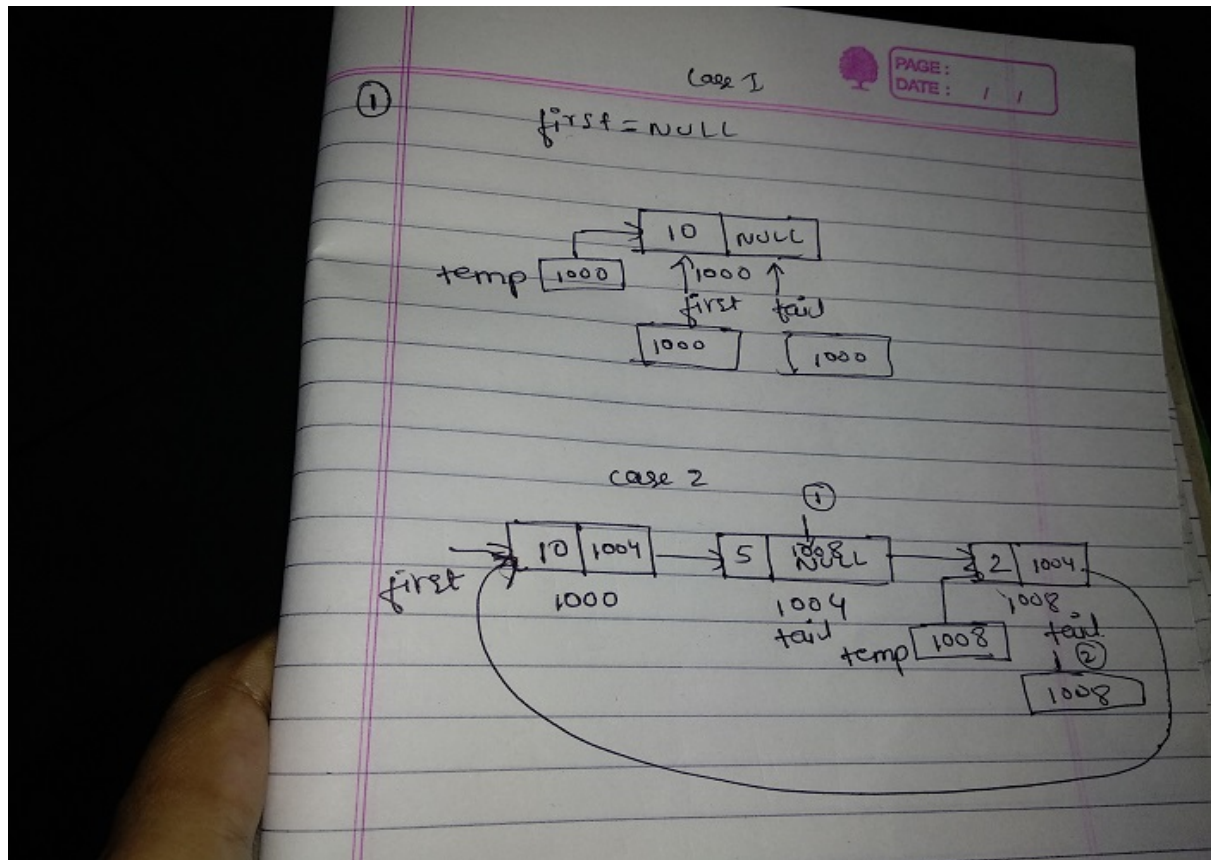 PAGE:
DATE: / /
Case I
①
first = NULL
10 NULL
temp 1000 1000
first tail
1000 1000
case 2
①
10 1004 5 1008 NULL 2 1004
first 1000 1004 1008
tail temp 1008 tail
②
1008